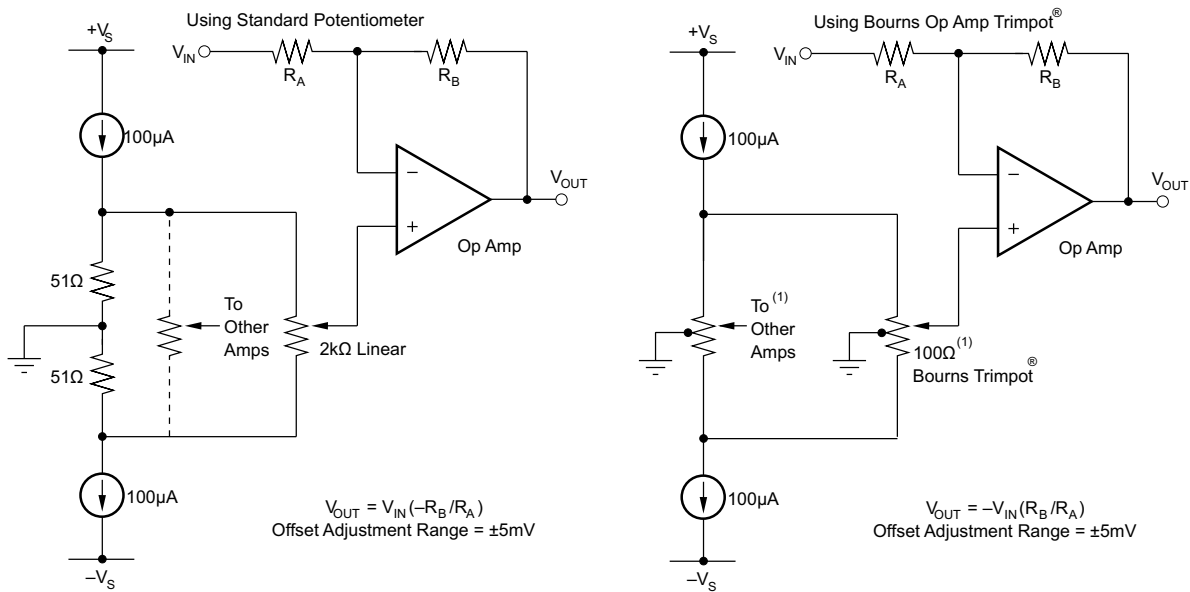 Using Standard Potentiometer
+VS
VIN
RA
RB
100µA
−
+
VOUT
Op Amp
51Ω
51Ω
To
Other
Amps
2kΩ Linear
100µA
−VS
VOUT = VIN (−RB /RA)
Offset Adjustment Range = ±5mV
Using Bourns Op Amp Trimpot®
+VS
VIN
RA
RB
100µA
−
+
VOUT
Op Amp
To (1)
Other
Amps
100Ω(1)
Bourns Trimpot®
100µA
−VS
VOUT = −VIN (RB /RA)
Offset Adjustment Range = ±5mV